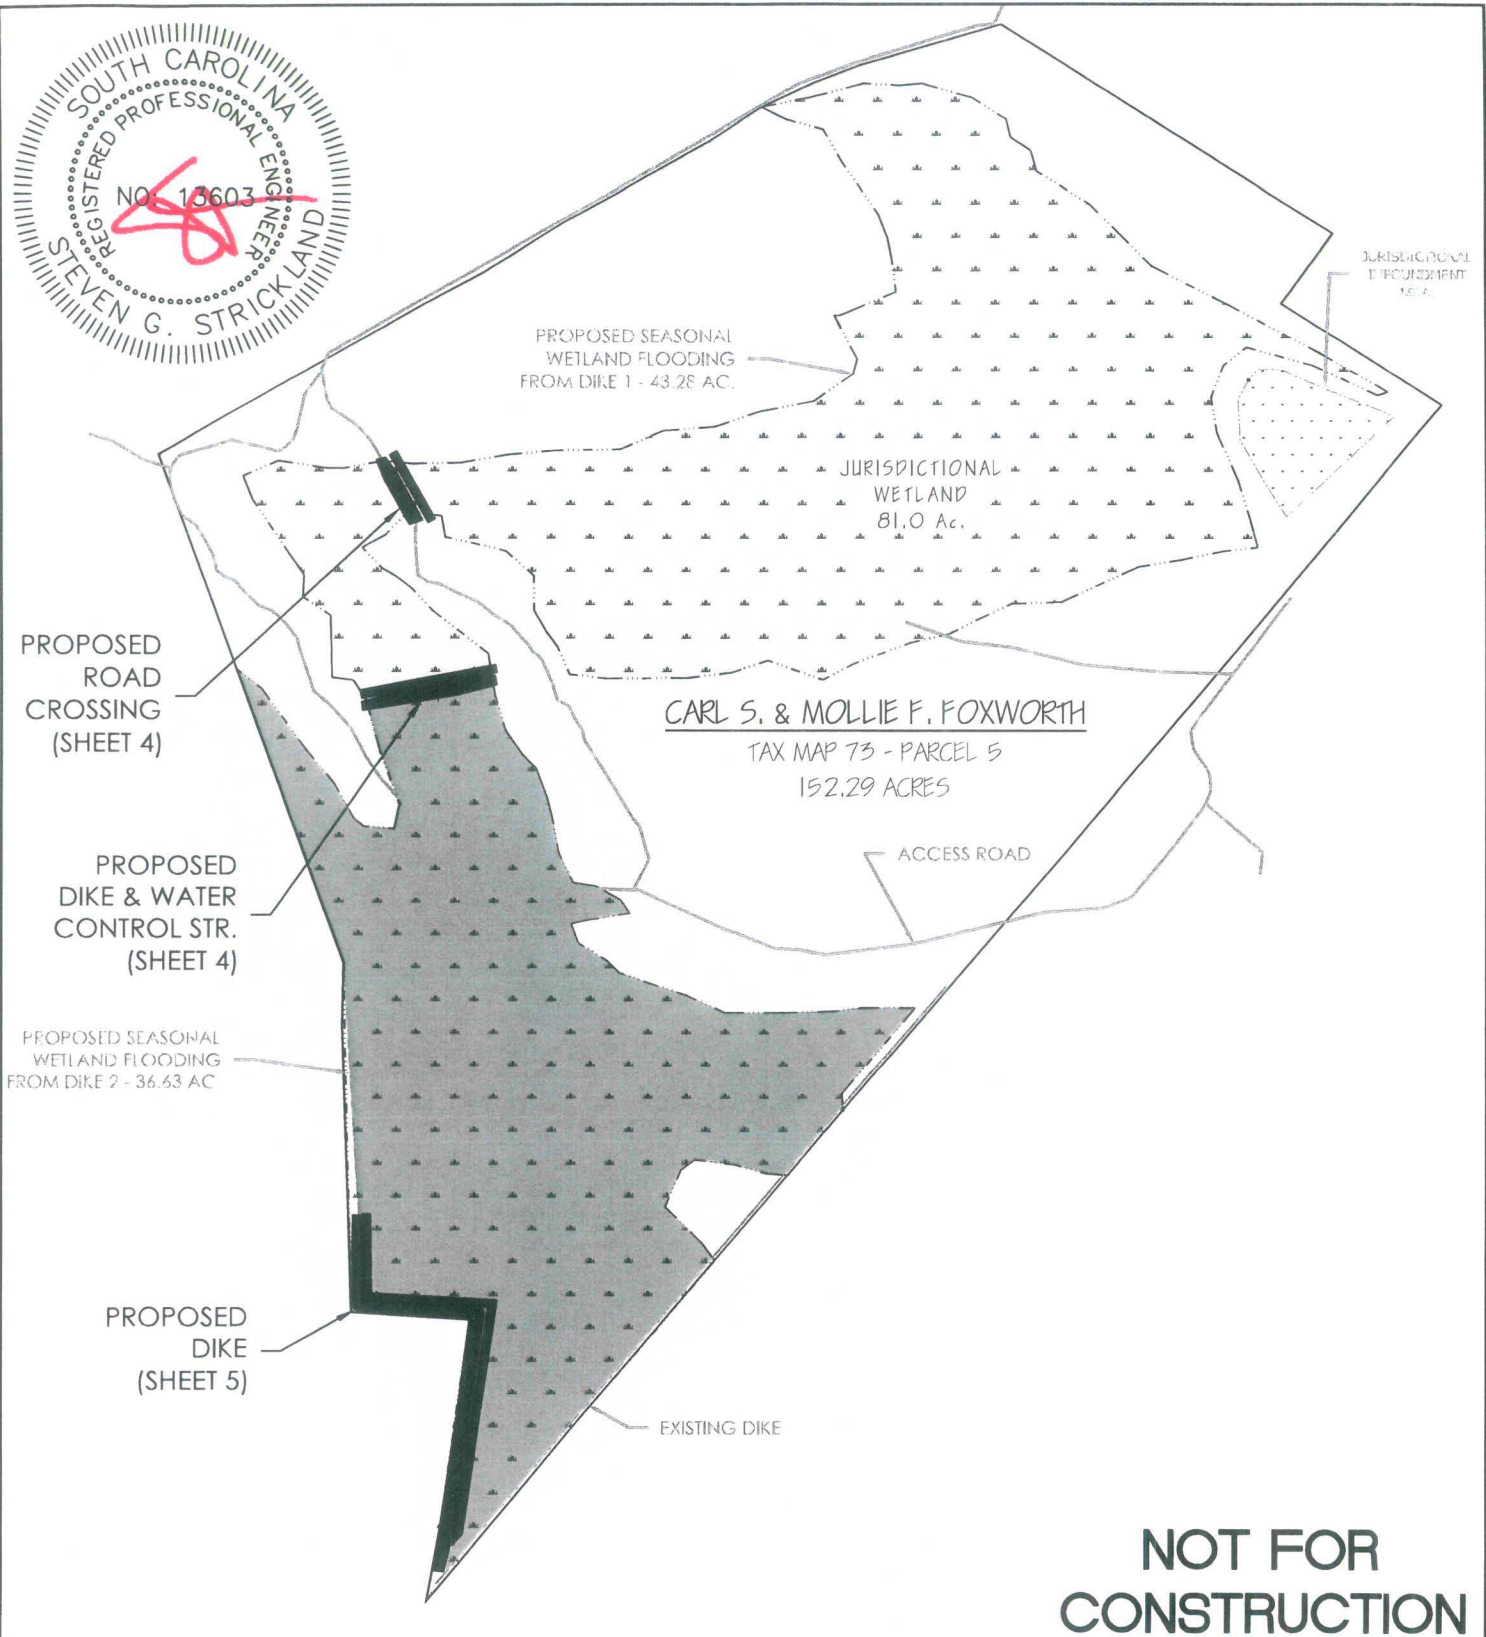 SOUTH CAROLINA
REGISTERED PROFESSIONAL ENGINEER
NO. 13603
STEVEN G. STRICKLAND
JURISDICTIONAL
PROPOSED SEASONAL
WETLAND FLOODING
FROM DIKE 1 - 43.28 AC.
JURISDICTIONAL
WETLAND
81.0 Ac.
PROPOSED
ROAD
CROSSING
(SHEET 4)
CARL S. & MOLLIE F. FOXWORTH
TAX MAP 73 - PARCEL 5
152.29 ACRES
PROPOSED
DIKE & WATER
CONTROL STR.
(SHEET 4)
ACCESS ROAD
PROPOSED SEASONAL
WETLAND FLOODING
FROM DIKE 2 - 36.63 AC
PROPOSED
DIKE
(SHEET 5)
EXISTING DIKE
NOT FOR
CONSTRUCTION